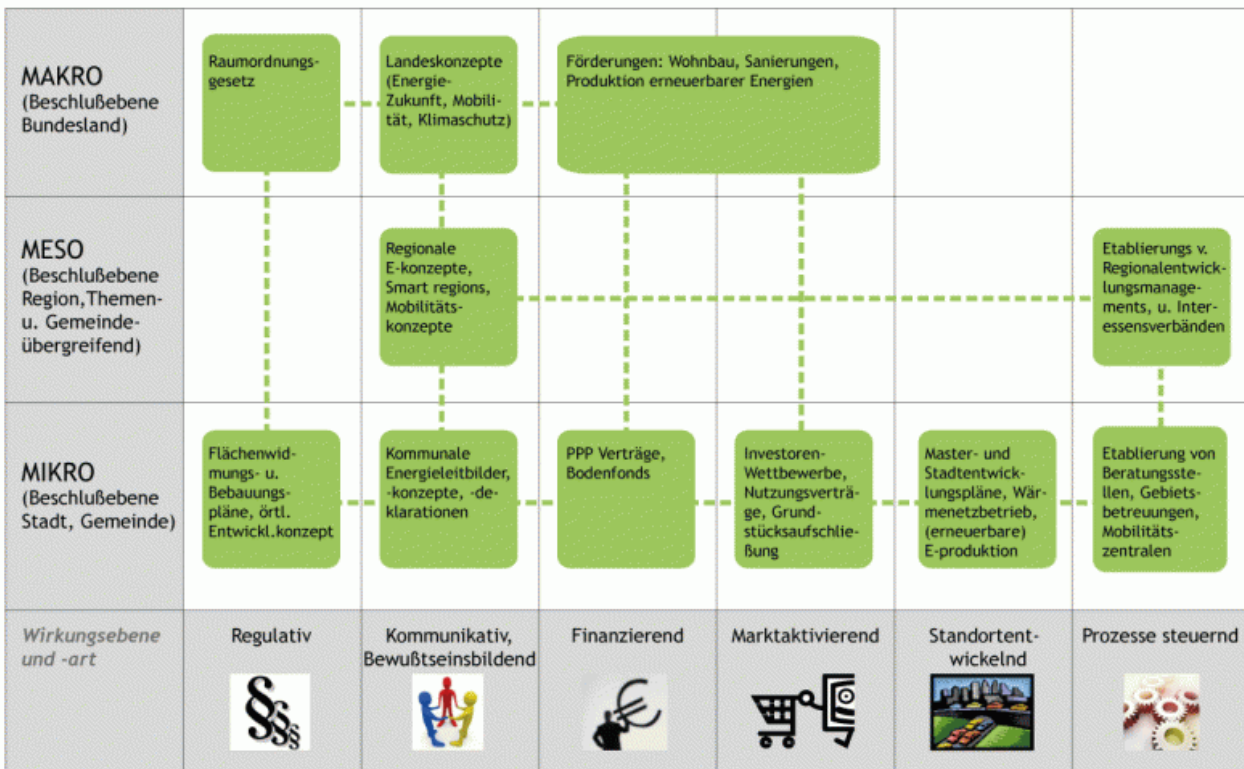 MAKRO
(Beschlußebene
Bundesland)
Raumordnungs-
gesetz
Landeskonzepte
(Energie-
Zukunft, Mobili-
tät, Klimaschutz)
Förderungen: Wohnbau, Sanierungen,
Produktion erneuerbarer Energien
MESO
(Beschlußebene
Region,Themen-
u. Gemeinde-
übergreifend)
Regionale
E-konzepte,
Smart regions,
Mobilitäts-
konzepte
Etablierungs v.
Regionalentwick-
lungsmanage-
ments, u. Inter-
essensverbänden
MIKRO
(Beschlußebene
Stadt, Gemeinde)
Flächenwid-
mungs- u.
Bebauungs-
pläne, örtl.
Entwickl.konzept
Kommunale
Energieleitbilder,
-konzepte, -de-
klarationen
PPP Verträge,
Bodenfonds
Investoren-
Wettbewerbe,
Nutzungsverträ-
ge, Grund-
stücksaufschlie-
ßung
Master- und
Stadtentwick-
lungspläne, Wär-
menetzbetrieb,
(erneuerbare)
E-produktion
Etablierung von
Beratungsstel-
len, Gebiets-
betreuungen,
Mobilitäts-
zentralen
Wirkungsebene
und -art
Regulativ
Kommunikativ,
Bewußtseinsbildend
Finanzierend
Marktaktivierend
Standortent-
wickelnd
Prozesse steuernd
§§§§
€